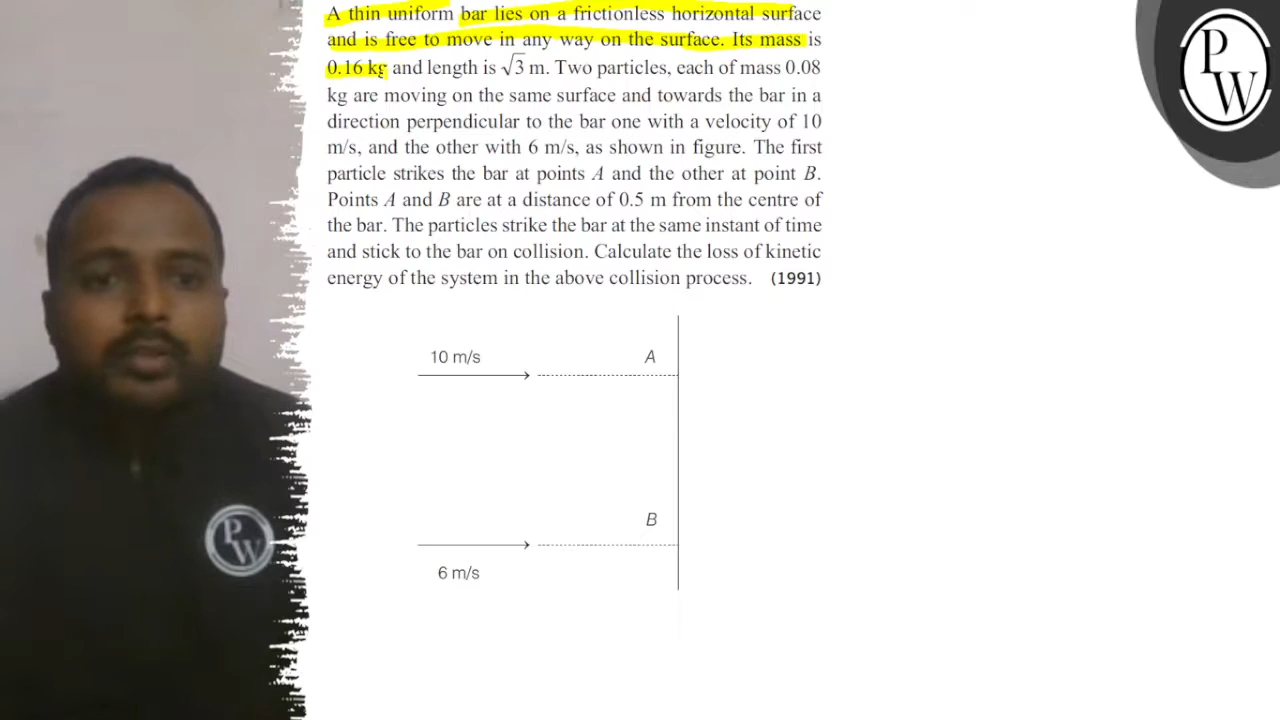 A thin uniform bar lies on a frictionless horizontal surface
and is free to move in any way on the surface. Its mass is
0.16 kg and length is √3 m. Two particles, each of mass 0.08
kg are moving on the same surface and towards the bar in a
direction perpendicular to the bar one with a velocity of 10
m/s, and the other with 6 m/s, as shown in figure. The first
particle strikes the bar at points A and the other at point B.
Points A and B are at a distance of 0.5 m from the centre of
the bar. The particles strike the bar at the same instant of time
and stick to the bar on collision. Calculate the loss of kinetic
energy of the system in the above collision process. (1991)
10 m/s
A
B
6 m/s
P
W
P
W